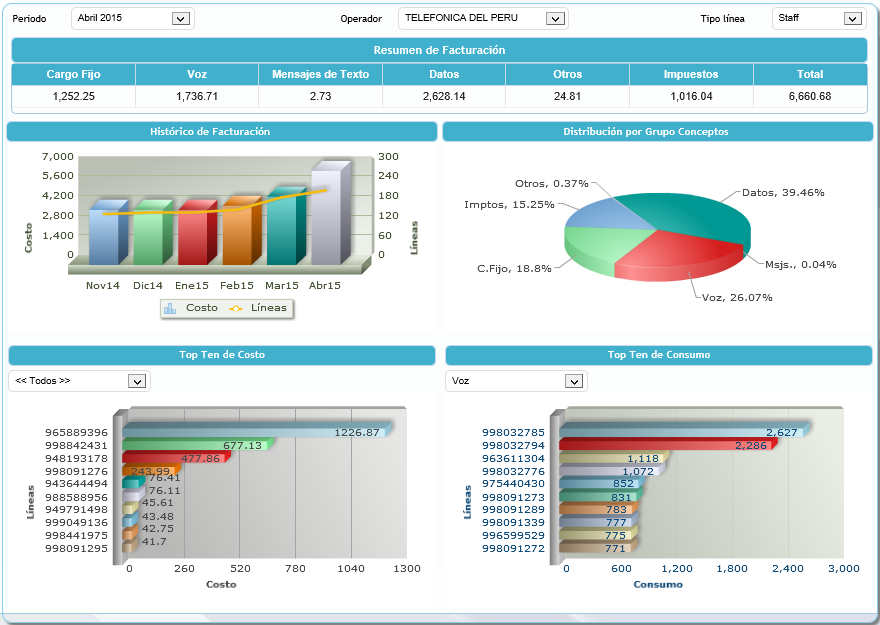 Periodo Abril 2015 Operador TELEFONICA DEL PERU Tipo línea Staff
Resumen de Facturación
Cargo Fijo Voz Mensajes de Texto Datos Otros Impuestos Total
1,252.25 1,736.71 2.73 2,628.14 24.81 1,016.04 6,660.68
Histórico de Facturación
7,000 300
5,600 240
4,200 180
2,800 120
1,400 60
0 0
Costo
Líneas
Nov14 Dic14 Ene15 Feb15 Mar15 Abr15
Costo Líneas
Distribución por Grupo Conceptos
Otros, 0.37%
Datos, 39.46%
Imptos, 15.25%
C.Fijo, 18.8%
Msjs., 0.04%
Voz, 26.07%
Top Ten de Costo
<< Todos >>
Líneas
965889396 1226.87
998842431 677.13
948193178 477.86
998091276 243.99
943644494 76.41
988588956 76.11
949791498 45.61
999049136 43.48
998441975 42.75
998091295 41.7
0 260 520 780 1040 1300
Costo
Top Ten de Consumo
Voz
Líneas
998032785 2,627
998032794 2,286
963611304 1,118
998032776 1,072
975440430 852
998091273 831
998091289 783
998091339 777
996599529 775
998091272 771
0 600 1,200 1,800 2,400 3,000
Consumo